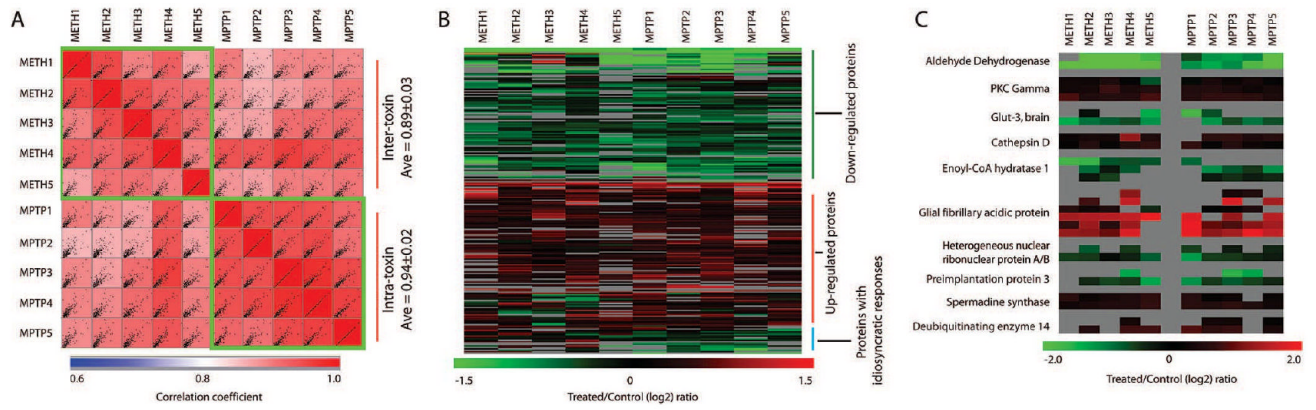 A
METH1
METH2
METH3
METH4
METH5
MPTP1
MPTP2
MPTP3
MPTP4
MPTP5
METH1
METH2
METH3
METH4
METH5
MPTP1
MPTP2
MPTP3
MPTP4
MPTP5
Inter-toxin
Ave = 0.89±0.03
Intra-toxin
Ave = 0.94±0.02
0.6
0.8
1.0
Correlation coefficient
B
METH1
METH2
METH3
METH4
METH5
MPTP1
MPTP2
MPTP3
MPTP4
MPTP5
Down-regulated proteins
Up-regulated proteins
Proteins with
idiosyncratic responses
-1.5
0
1.5
Treated/Control (log2) ratio
C
METH1
METH2
METH3
METH4
METH5
MPTP1
MPTP2
MPTP3
MPTP4
MPTP5
Aldehyde Dehydrogenase
PKC Gamma
Glut-3, brain
Cathepsin D
Enoyl-CoA hydratase 1
Glial fibrillary acidic protein
Heterogeneous nuclear
ribonuclear protein A/B
Preimplantation protein 3
Spermadine synthase
Deubiquitinating enzyme 14
-2.0
0
2.0
Treated/Control (log2) ratio